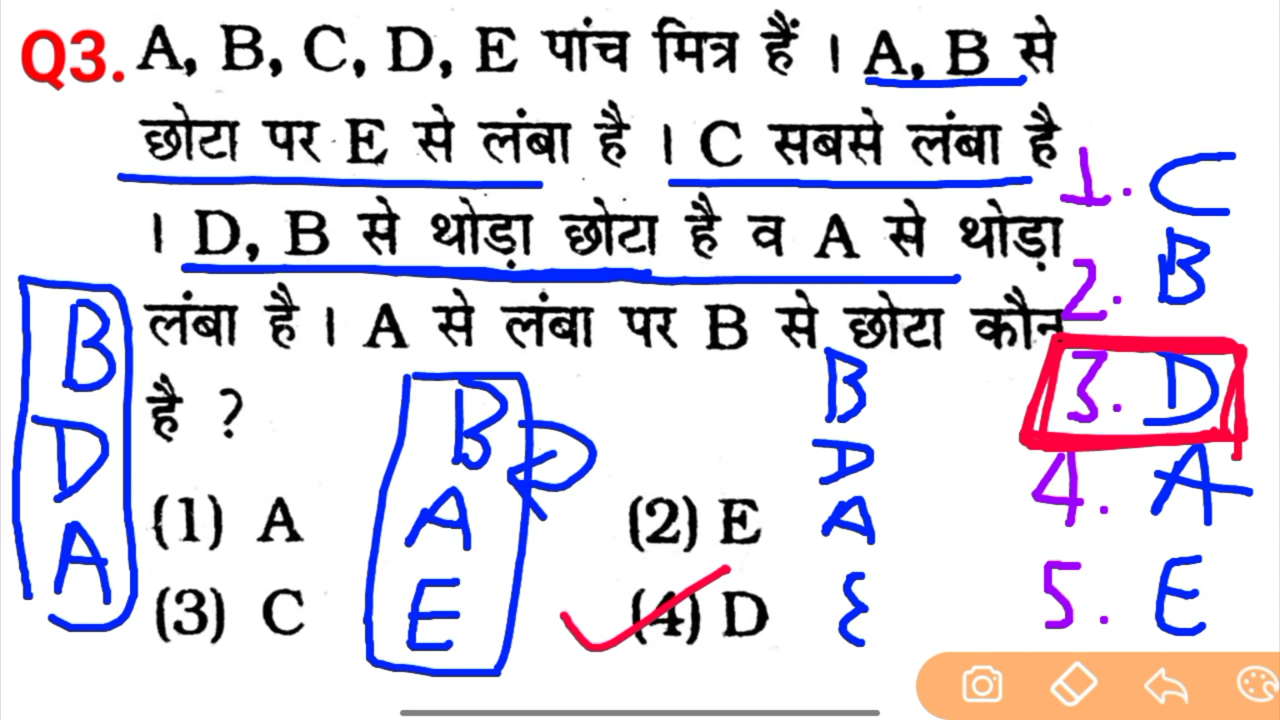 Q3. A, B, C, D, E पांच मित्र हैं । A, B से
छोटा पर E से लंबा है । C सबसे लंबा है
। D, B से थोड़ा छोटा है व A से थोड़ा
लंबा है । A से लंबा पर B से छोटा कौन
है ?
(1) A (2) E
(3) C (4) D
B
D
A
B
D
A
E
B
D
A
E
1. C
2. B
3. D
4. A
5. E